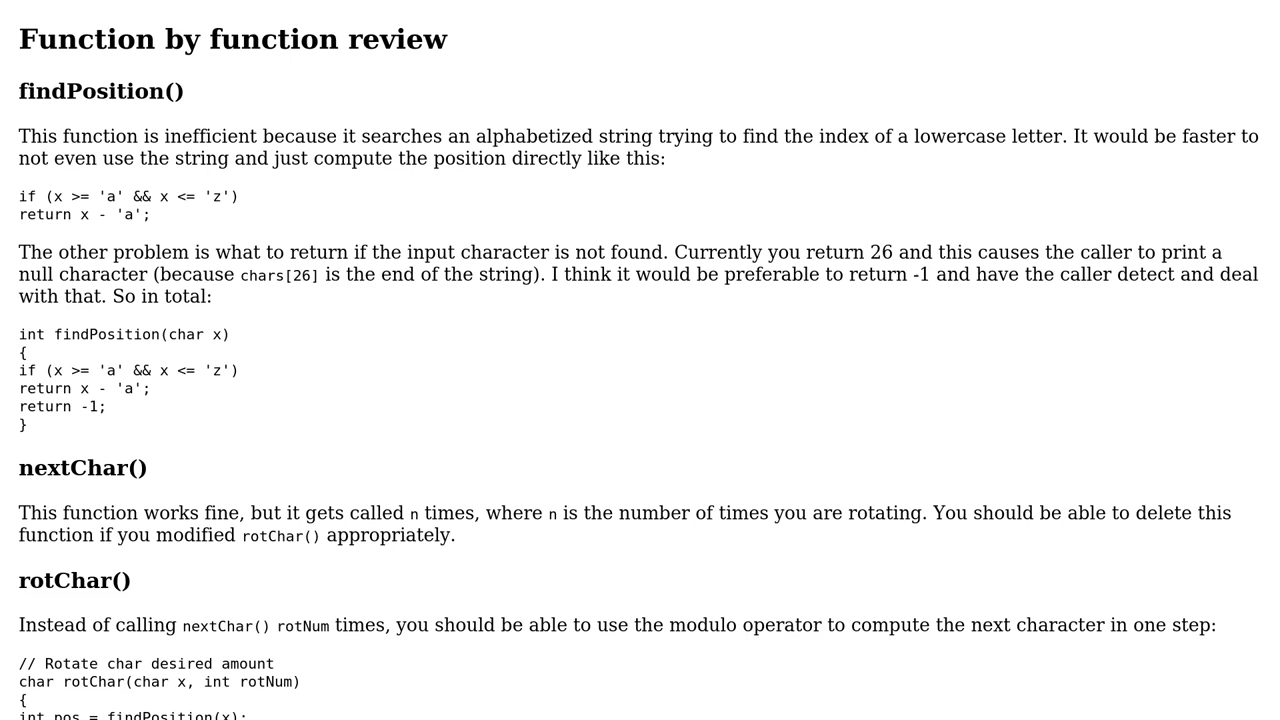 Function by function review
findPosition()
This function is inefficient because it searches an alphabetized string trying to find the index of a lowercase letter. It would be faster to
not even use the string and just compute the position directly like this:
if (x >= 'a' && x <= 'z')
return x - 'a';
The other problem is what to return if the input character is not found. Currently you return 26 and this causes the caller to print a
null character (because chars[26] is the end of the string). I think it would be preferable to return -1 and have the caller detect and deal
with that. So in total:
int findPosition(char x)
{
if (x >= 'a' && x <= 'z')
return x - 'a';
return -1;
}
nextChar()
This function works fine, but it gets called n times, where n is the number of times you are rotating. You should be able to delete this
function if you modified rotChar() appropriately.
rotChar()
Instead of calling nextChar() rotNum times, you should be able to use the modulo operator to compute the next character in one step:
// Rotate char desired amount
char rotChar(char x, int rotNum)
{
int pos = findPosition(x);